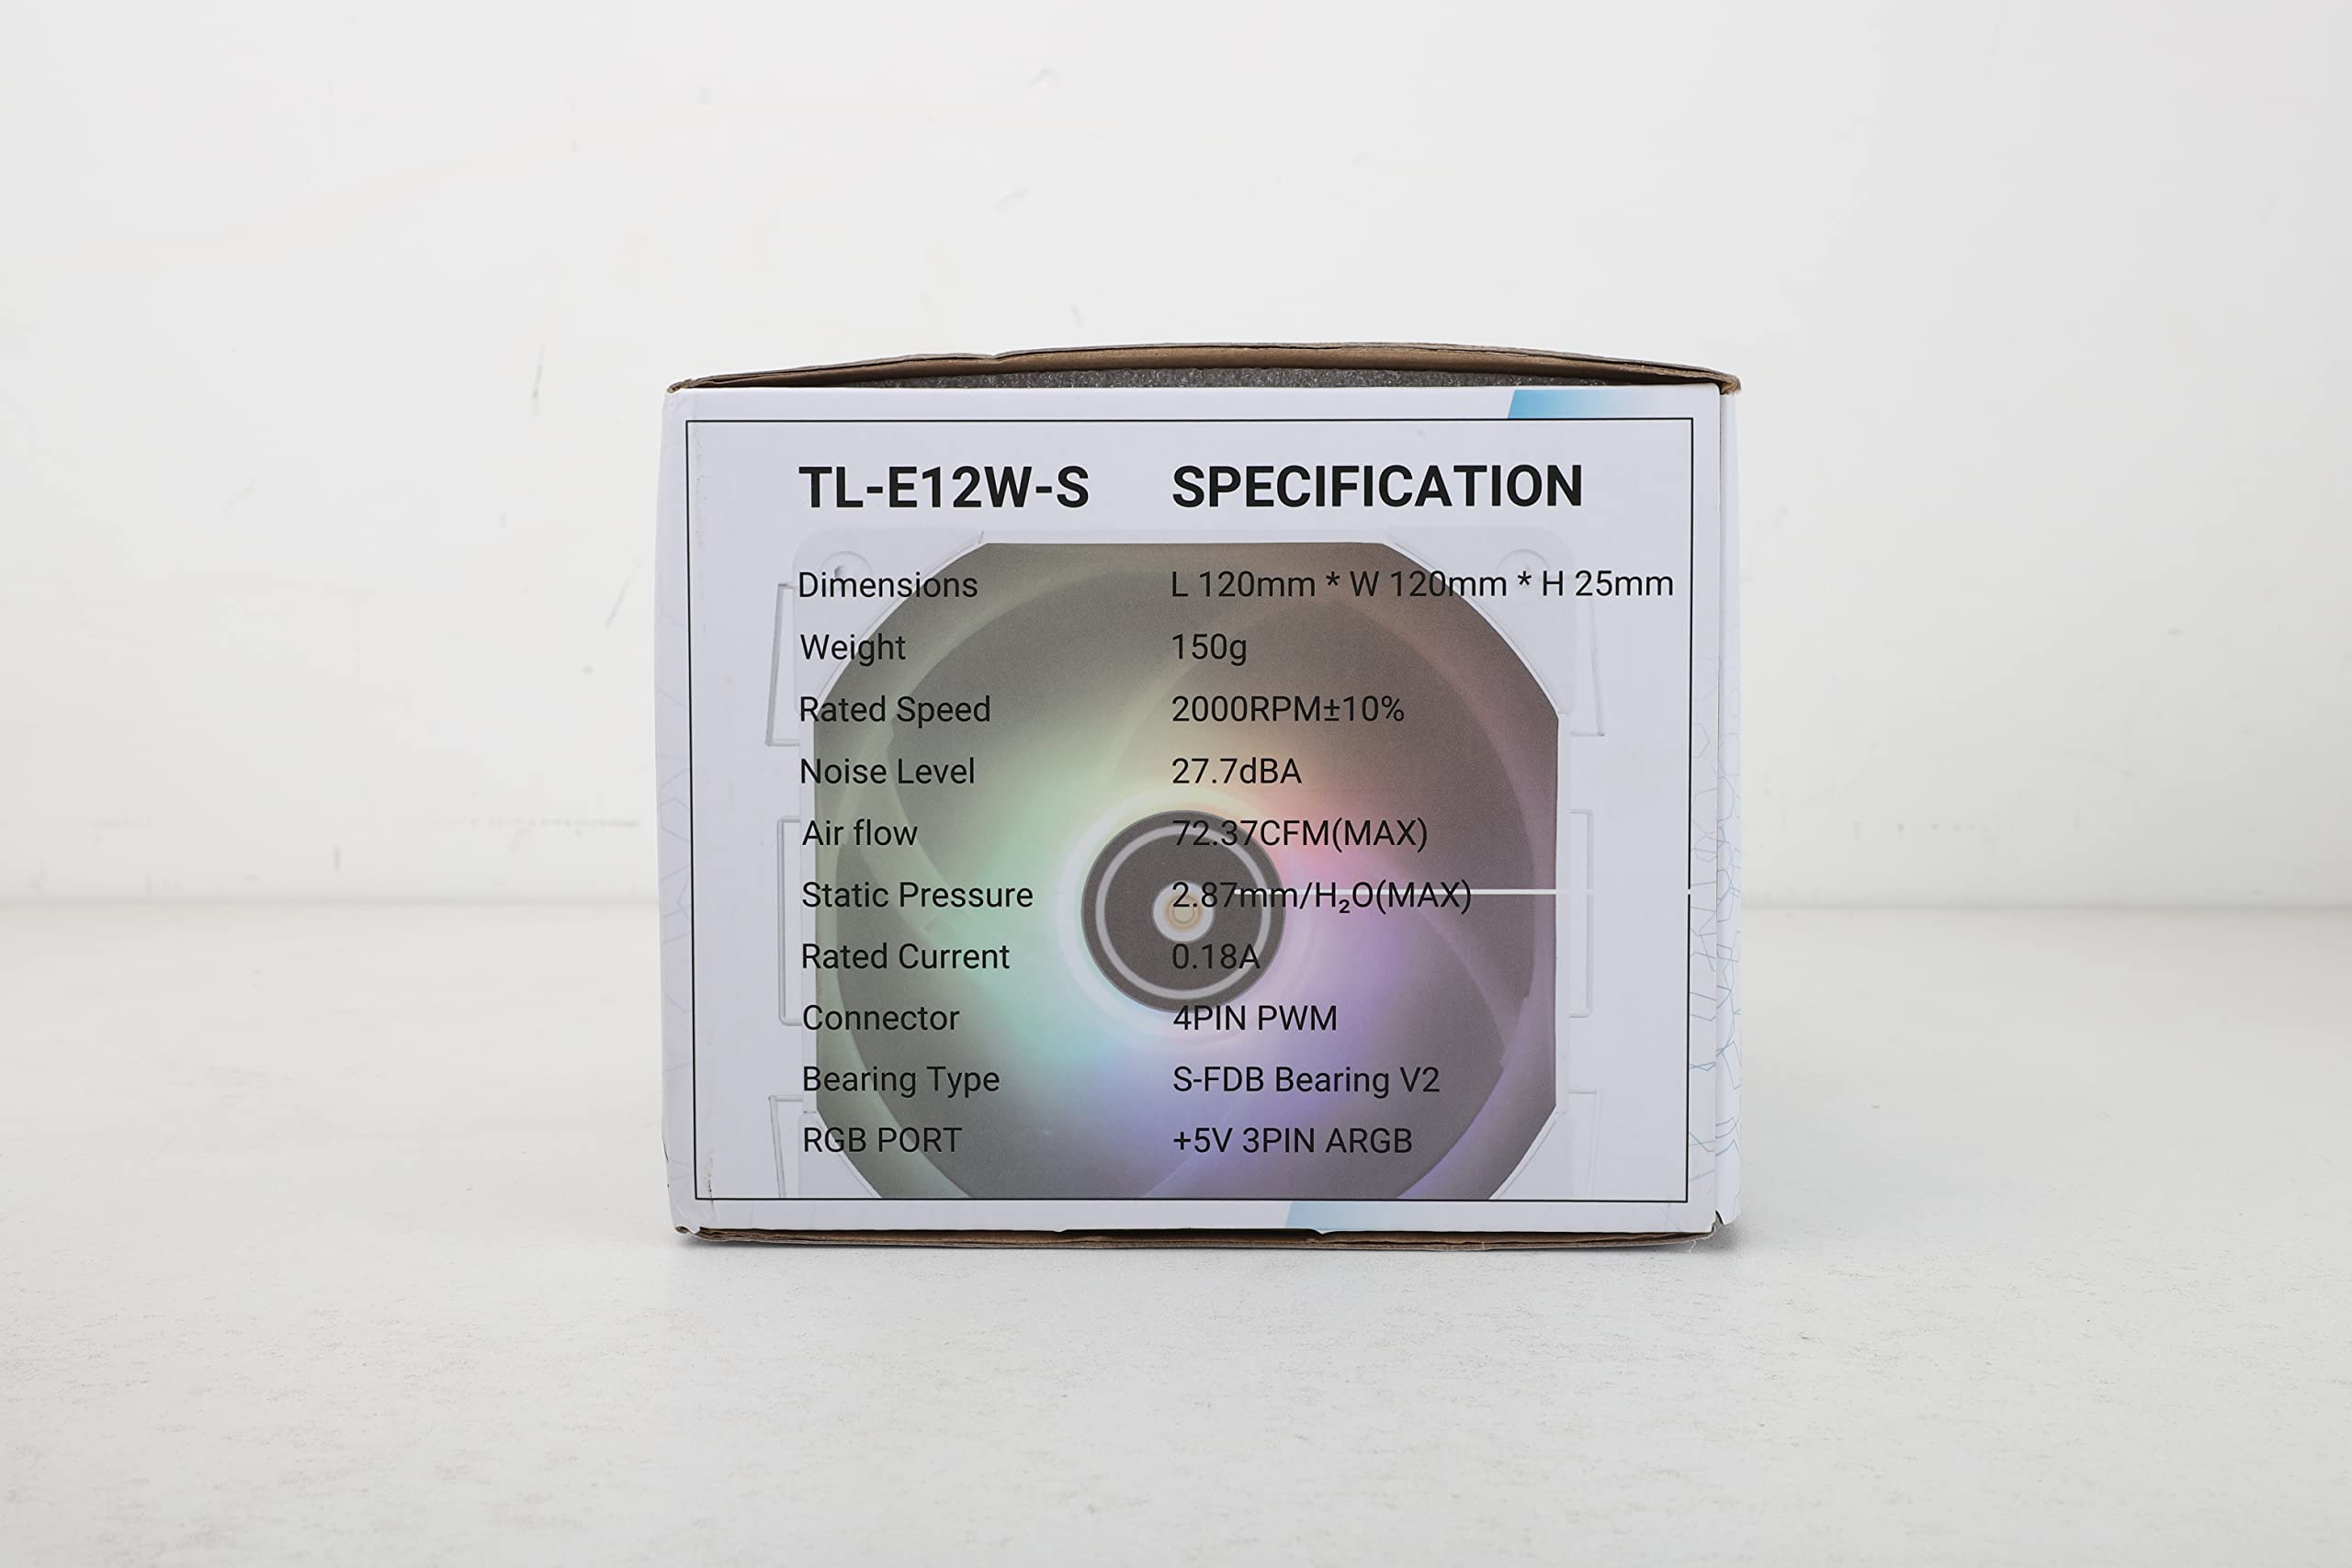 TL-E12W-S SPECIFICATION
Dimensions L 120mm * W 120mm * H 25mm
Weight 150g
Rated Speed 2000RPM±10%
Noise Level 27.7dBA
Air flow 72.37CFM(MAX)
Static Pressure 2.87mm/H₂O(MAX)
Rated Current 0.18A
Connector 4PIN PWM
Bearing Type S-FDB Bearing V2
RGB PORT +5V 3PIN ARGB